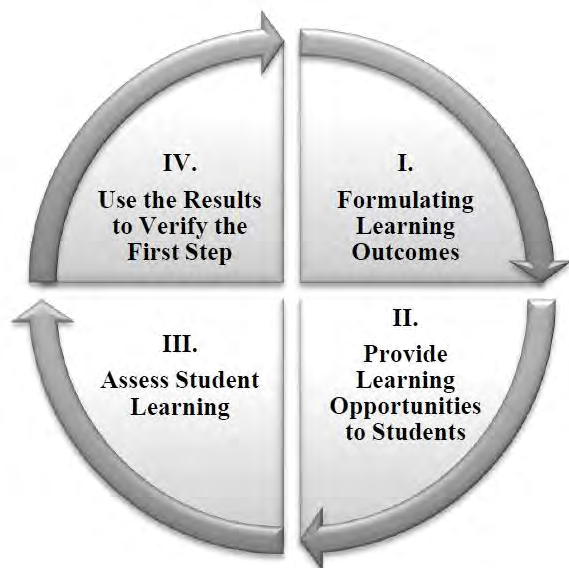 I.
Formulating
Learning
Outcomes
II.
Provide
Learning
Opportunities
to Students
III.
Assess Student
Learning
IV.
Use the Results
to Verify the
First Step